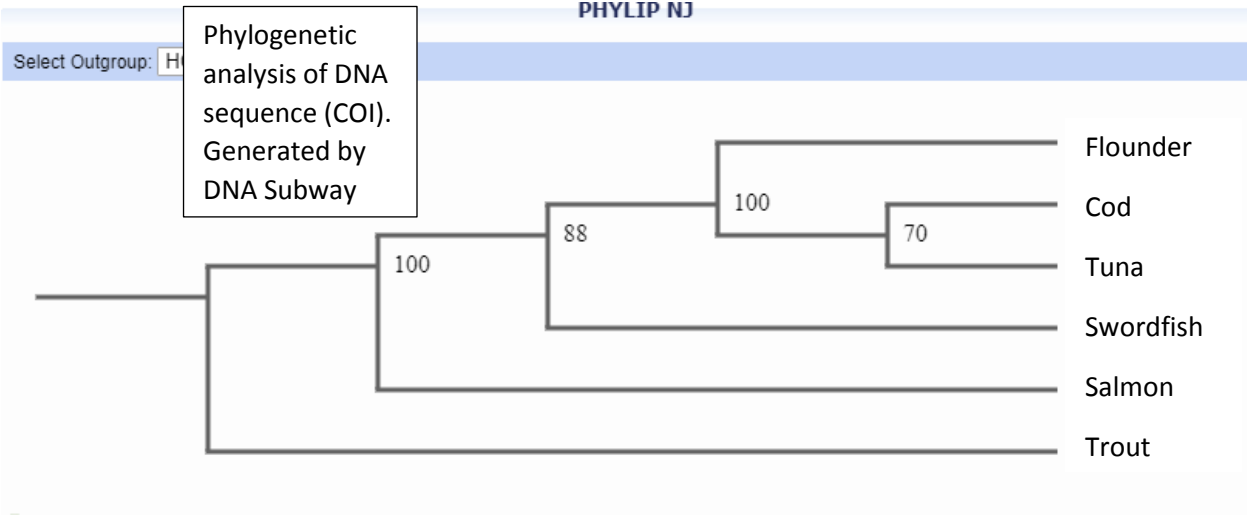 PHYLIP NJ
Select Outgroup:
Phylogenetic
analysis of DNA
sequence (COI).
Generated by
DNA Subway
Flounder
100
Cod
88
70
100
Tuna
Swordfish
Salmon
Trout